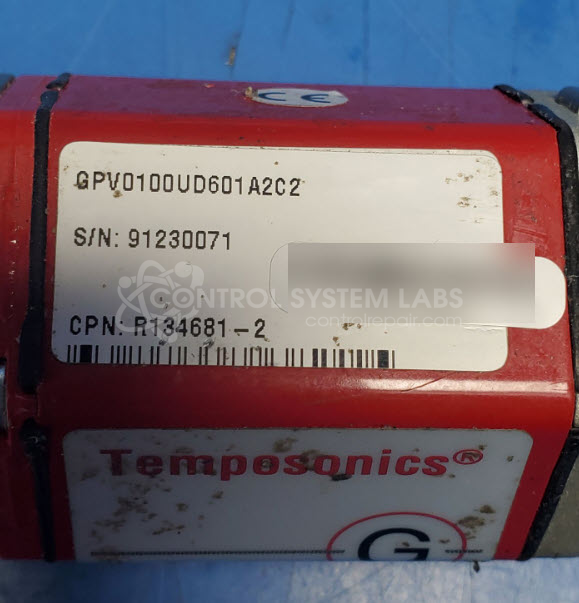 CE
GPV0100UD601A2C2
S/N: 91230071
CONTROL SYSTEM LABS
controlrepair.com
CPN: R134681-2
Temposonics®
G